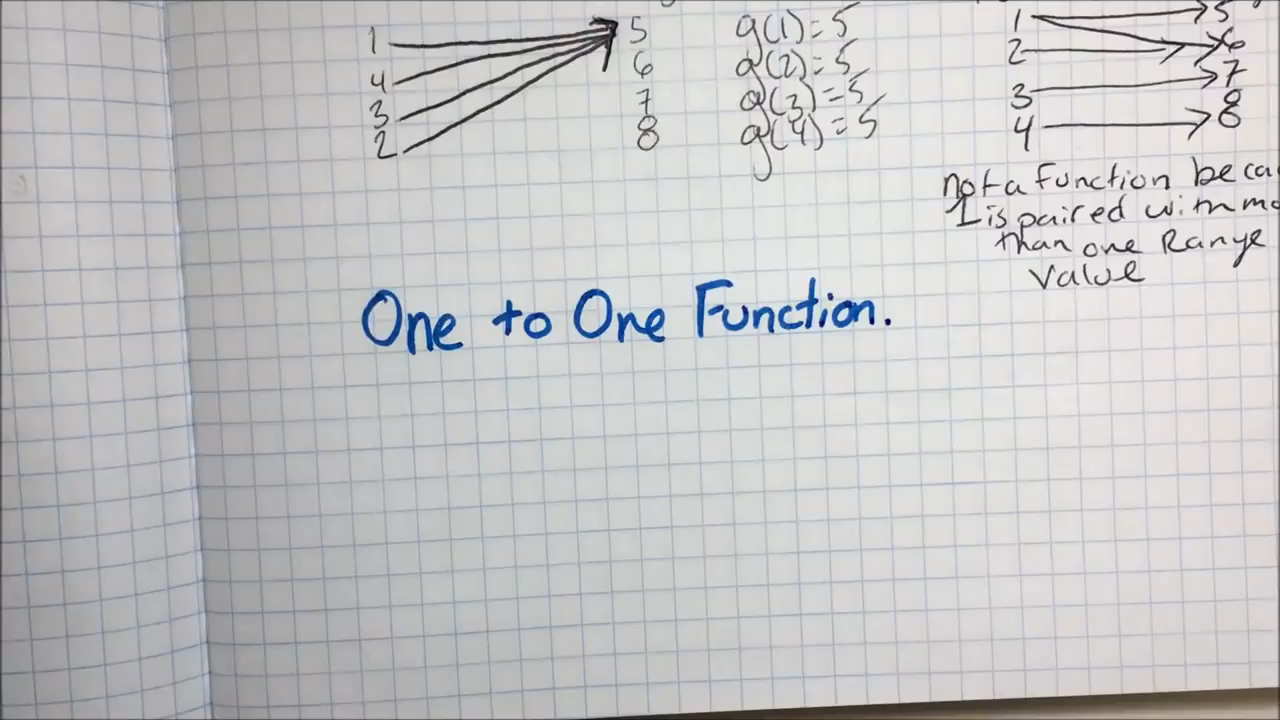 1
4
3
2
5
6
7
8
g(1) = 5
g(2) = 5
g(3) = 5
g(4) = 5
1
2
3
4
5
6
7
8
not a function beca
1 is paired with mo
than one Range
Value
One to One Function.